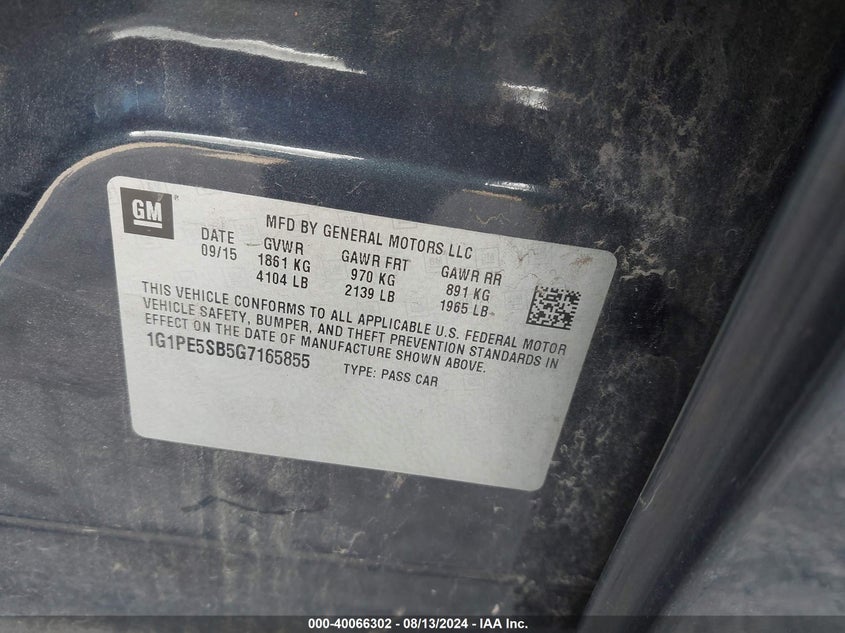 GM
MFD BY GENERAL MOTORS LLC
DATE GVWR GAWR FRT GAWR RR
09/15 1861 KG 970 KG 891 KG
4104 LB 2139 LB 1965 LB
THIS VEHICLE CONFORMS TO ALL APPLICABLE U.S. FEDERAL MOTOR
VEHICLE SAFETY, BUMPER, AND THEFT PREVENTION STANDARDS IN
EFFECT ON THE DATE OF MANUFACTURE SHOWN ABOVE.
1G1PE5SB5G7165855 TYPE: PASS CAR
000-40066302 - 08/13/2024 - IAA Inc.